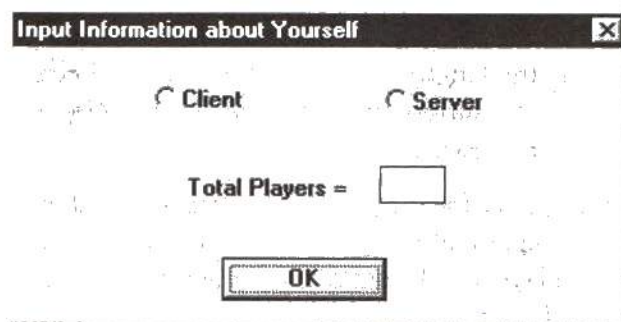 Input Information about Yourself
Client Server
Total Players =
OK